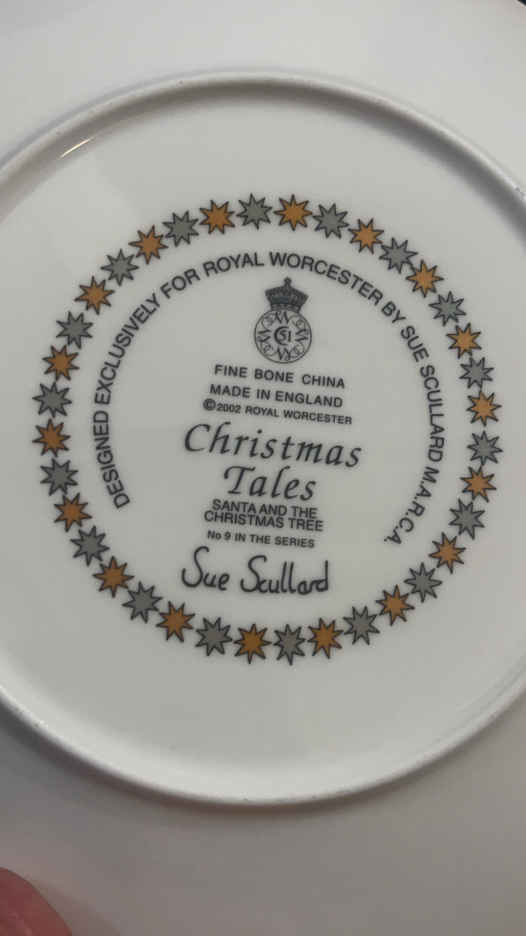 DESIGNED EXCLUSIVELY FOR ROYAL WORCESTER BY SUE SCULLARD M.A.R.C.A.
51
FINE BONE CHINA
MADE IN ENGLAND
©2002 ROYAL WORCESTER
Christmas
Tales
SANTA AND THE
CHRISTMAS TREE
No 9 IN THE SERIES
Sue Scullard